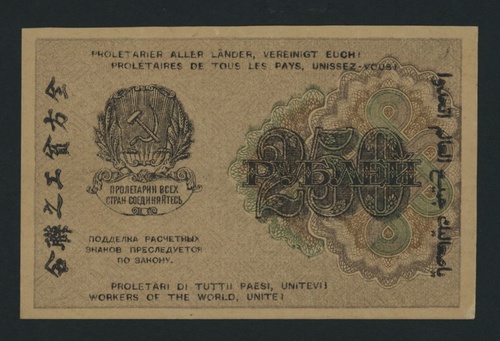 PROLETARIER ALLER LÄNDER, VEREINIGT EUCH!
PROLÉTAIRES DE TOUS LES PAYS, UNISSEZ-VOUS!
ПРОЛЕТАРИИ ВСЕХ
СТРАН СОЕДИНЯЙТЕСЬ
250
РУБЛЕЙ
ПОДДЕЛКА РАСЧЕТНЫХ
ЗНАКОВ ПРЕСЛЕДУЕТСЯ
ПО ЗАКОНУ.
PROLETARI DI TUTTI PAESI, UNITEVI!
WORKERS OF THE WORLD, UNITE!